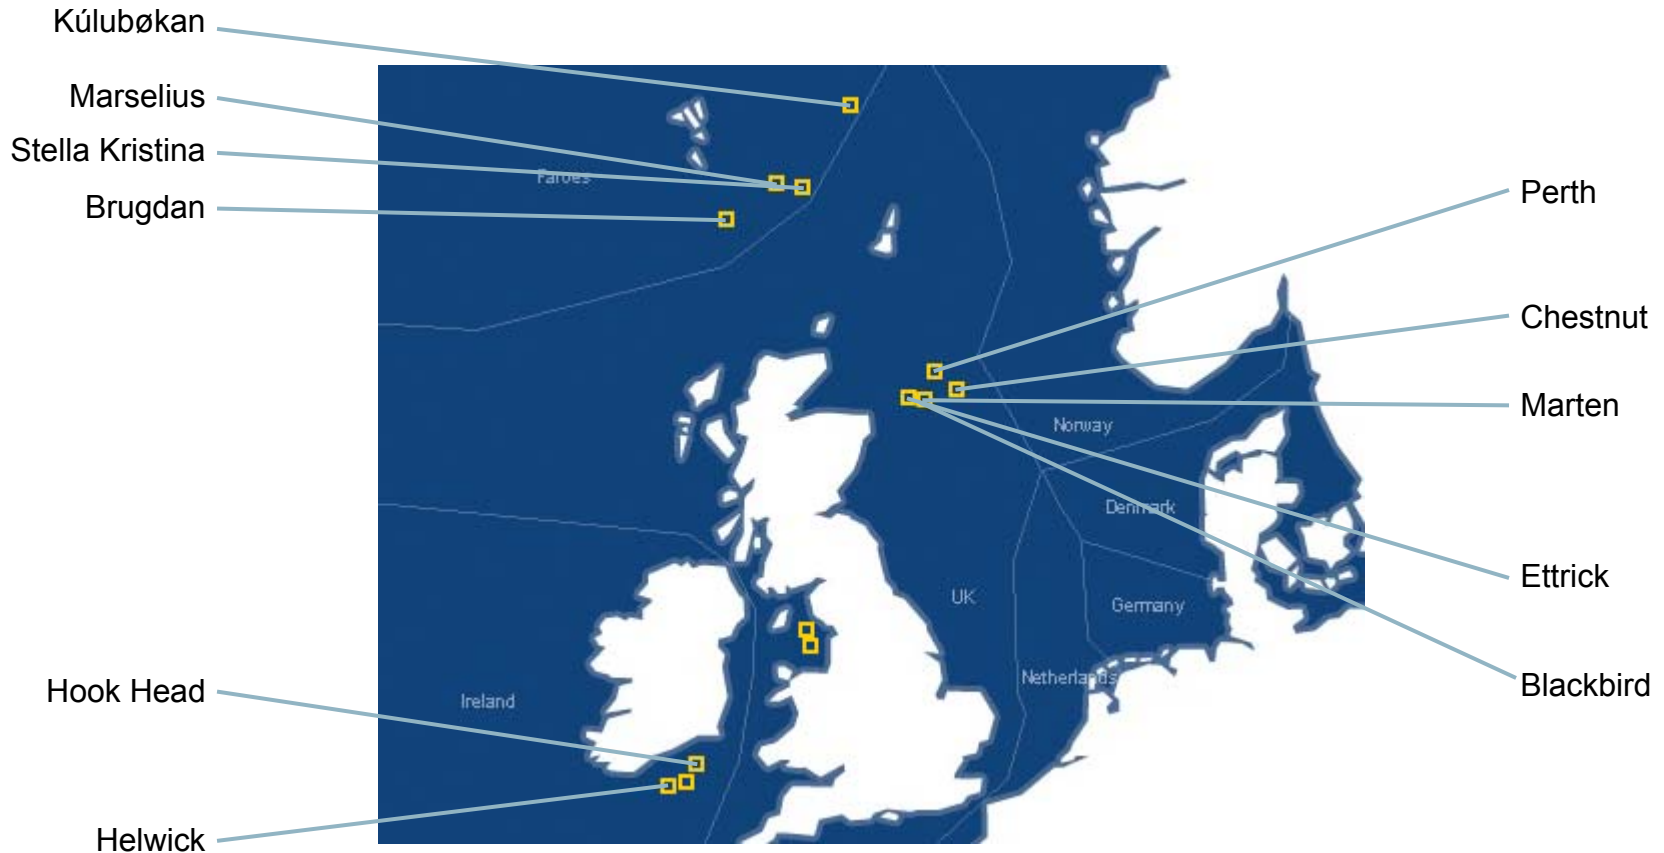 Kúlubøkan
Marselius
Stella Kristina
Brugdan
Faroes
Perth
Chestnut
Marten
Norway
Denmark
Ettrick
UK
Germany
Netherlands
Blackbird
Hook Head
Ireland
Helwick